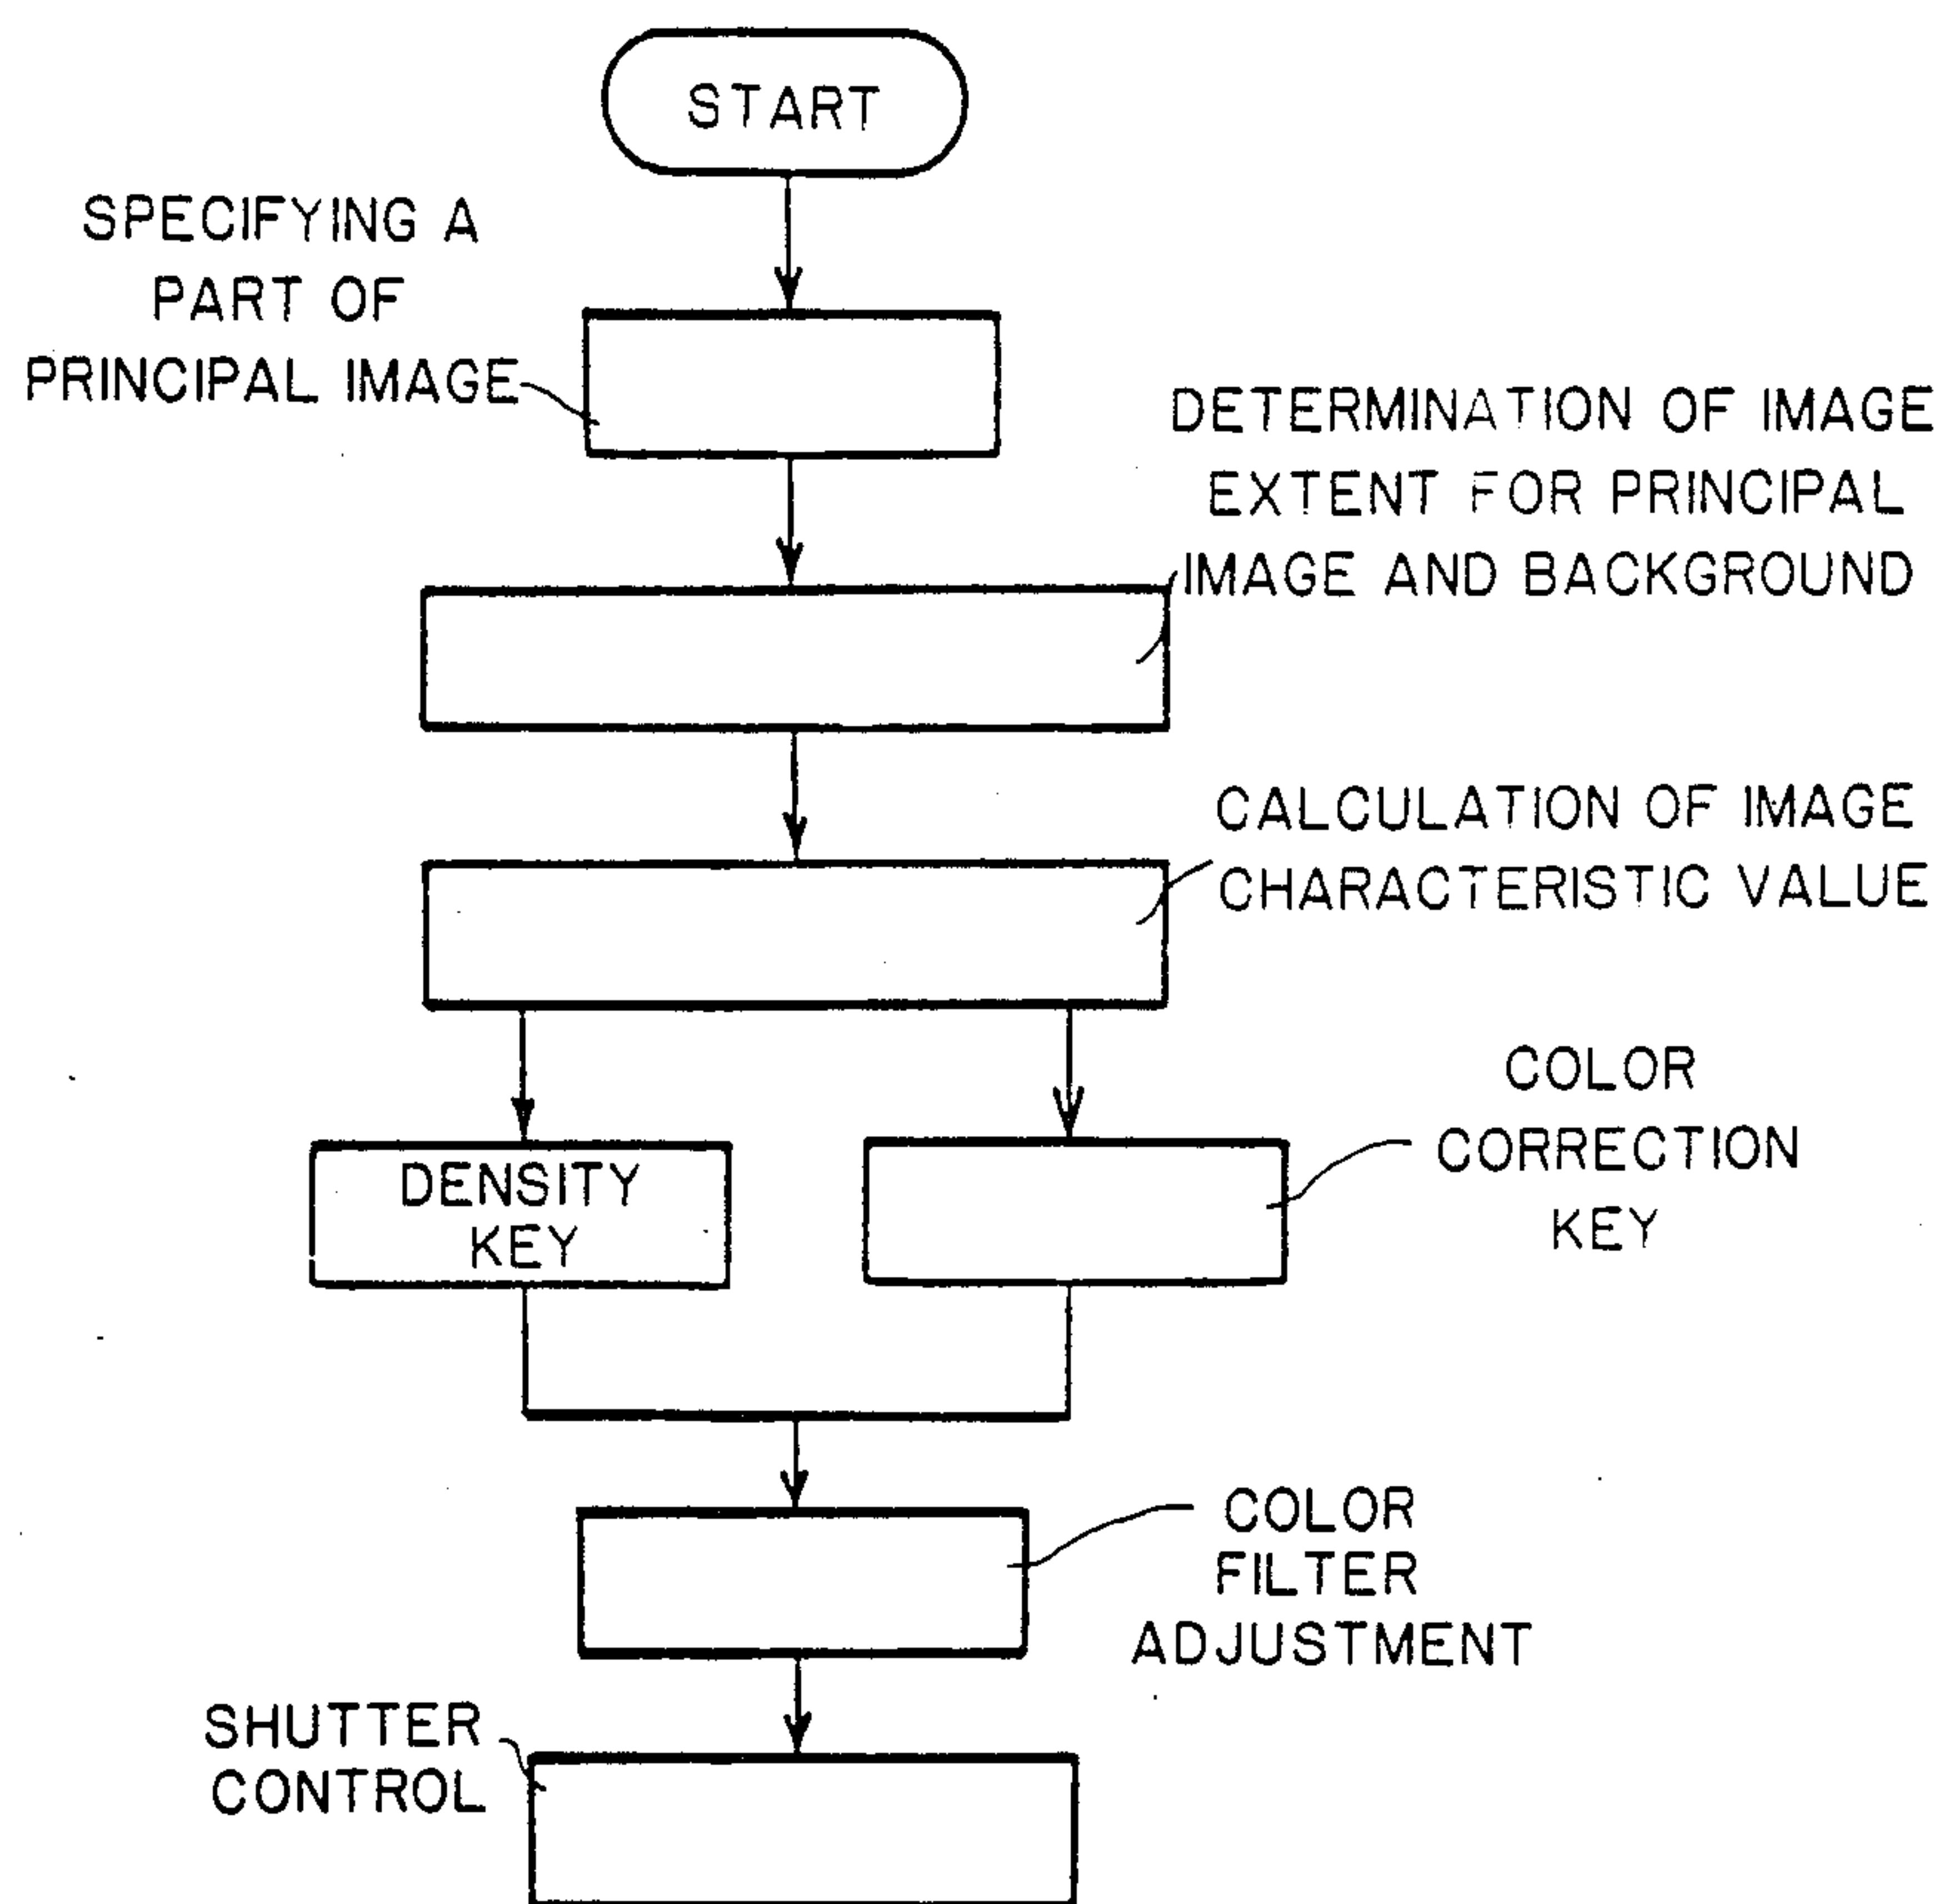 START
SPECIFYING A
PART OF
PRINCIPAL IMAGE
DETERMINATION OF IMAGE
EXTENT FOR PRINCIPAL
IMAGE AND BACKGROUND
CALCULATION OF IMAGE
CHARACTERISTIC VALUE
DENSITY
KEY
COLOR
CORRECTION
KEY
COLOR
FILTER
ADJUSTMENT
SHUTTER
CONTROL